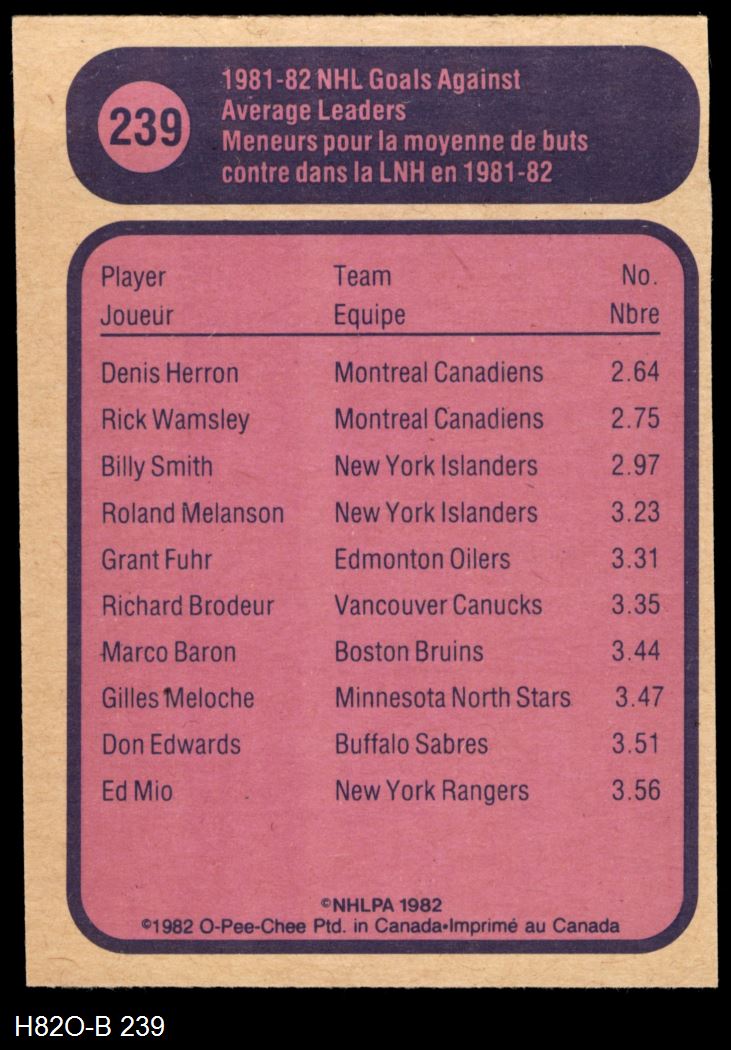 239
1981-82 NHL Goals Against
Average Leaders
Meneurs pour la moyenne de buts
contre dans la LNH en 1981-82
Player Team No.
Joueur Equipe Nbre
Denis Herron Montreal Canadiens 2.64
Rick Wamsley Montreal Canadiens 2.75
Billy Smith New York Islanders 2.97
Roland Melanson New York Islanders 3.23
Grant Fuhr Edmonton Oilers 3.31
Richard Brodeur Vancouver Canucks 3.35
Marco Baron Boston Bruins 3.44
Gilles Meloche Minnesota North Stars 3.47
Don Edwards Buffalo Sabres 3.51
Ed Mio New York Rangers 3.56
©NHLPA 1982
©1982 O-Pee-Chee Ptd. in Canada•Imprimé au Canada
H82O-B 239